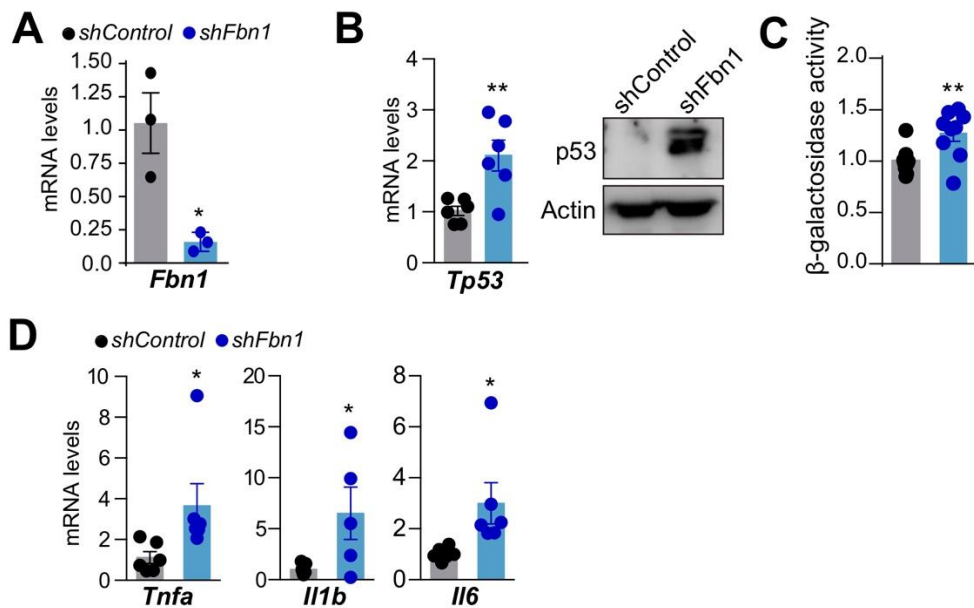 A
shControl shFbn1
mRNA levels
1.50
1.25
1.0
0.75
0.50
0.25
0.0
*
Fbn1
B
mRNA levels
4
3
2
1
0
**
Tp53
shControl
shFbn1
p53
Actin
C
β-galactosidase activity
2.0
1.5
1.0
0.5
0.0
**
D
shControl shFbn1
mRNA levels
10
8
6
4
2
0
*
Tnfa
20
15
10
5
0
*
Il1b
8
6
4
2
0
*
Il6